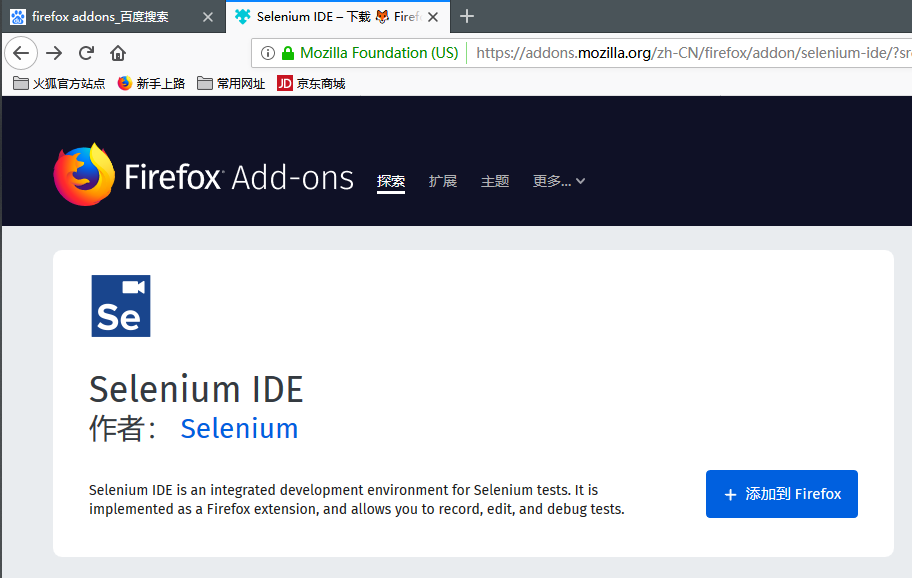 firefox addons_百度搜索
Selenium IDE – 下载 🦊 Firef
Mozilla Foundation (US)
https://addons.mozilla.org/zh-CN/firefox/addon/selenium-ide/?sr
火狐官方站点 新手上路 常用网址 JD 京东商城
Firefox Add-ons 探索 扩展 主题 更多...
Se
Selenium IDE
作者： Selenium
Selenium IDE is an integrated development environment for Selenium tests. It is
implemented as a Firefox extension, and allows you to record, edit, and debug tests.
+ 添加到 Firefox